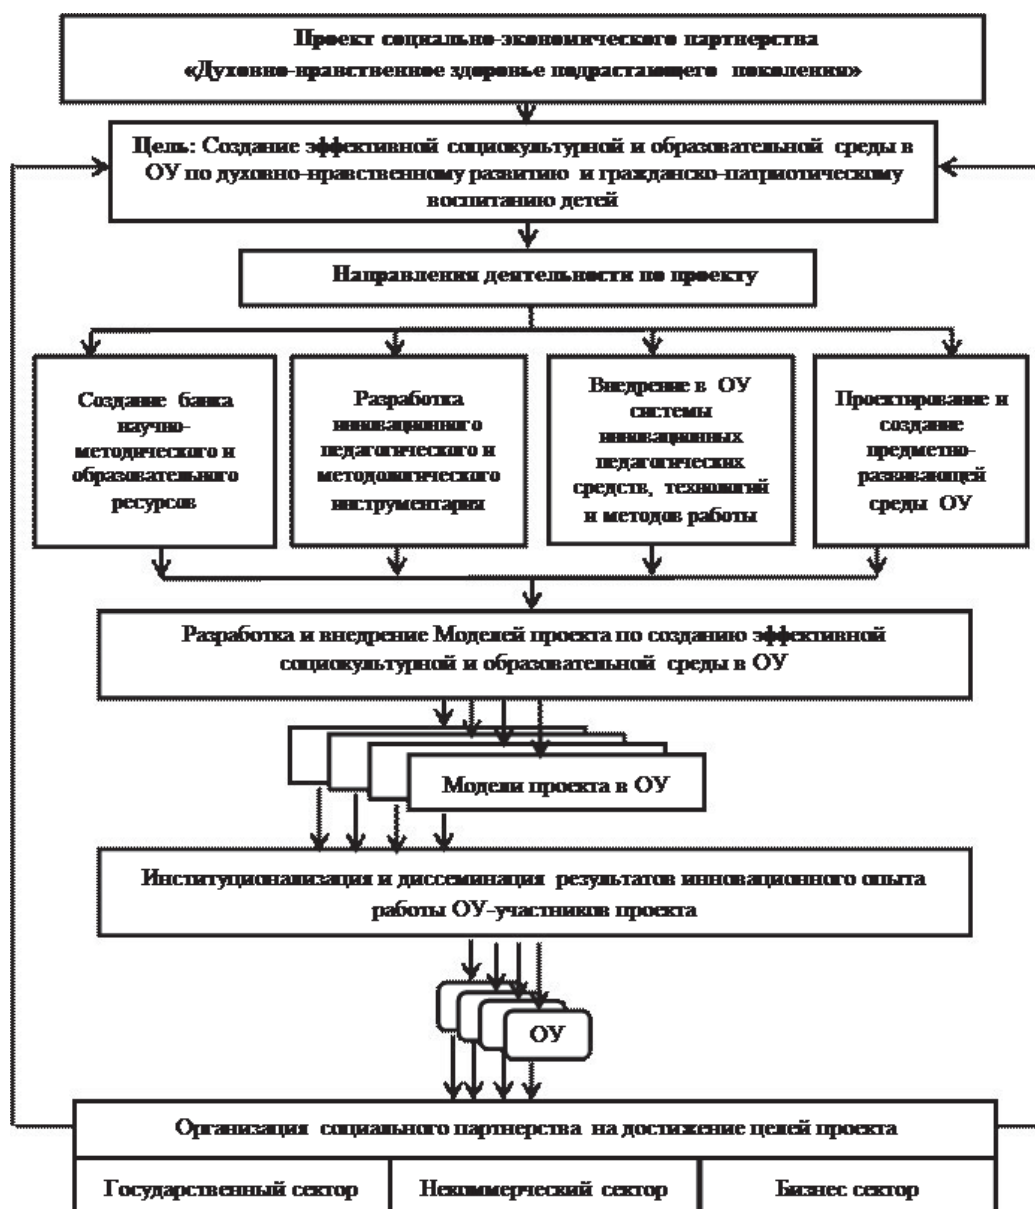 Проект социально-экономического партнерства
«Духовно-нравственное здоровье подрастающего поколения»
Цель: Создание эффективной социокультурной и образовательной среды в
ОУ по духовно-нравственному развитию и гражданско-патриотическому
воспитанию детей
Направления деятельности по проекту
Создание банка
научно-
методического и
образовательного
ресурсов
Разработка
инновационного
педагогического и
методологического
инструментария
Внедрение в ОУ
системы
инновационных
педагогических
средств, технологий
и методов работы
Проектирование и
создание
предметно-
развивающей
среды ОУ
Разработка и внедрение Моделей проекта по созданию эффективной
социокультурной и образовательной среды в ОУ
Модели проекта в ОУ
Институционализация и диссеминация результатов инновационного опыта
работы ОУ-участников проекта
ОУ
Организация социального партнерства на достижение целей проекта
Государственный сектор
Некоммерческий сектор
Бизнес сектор